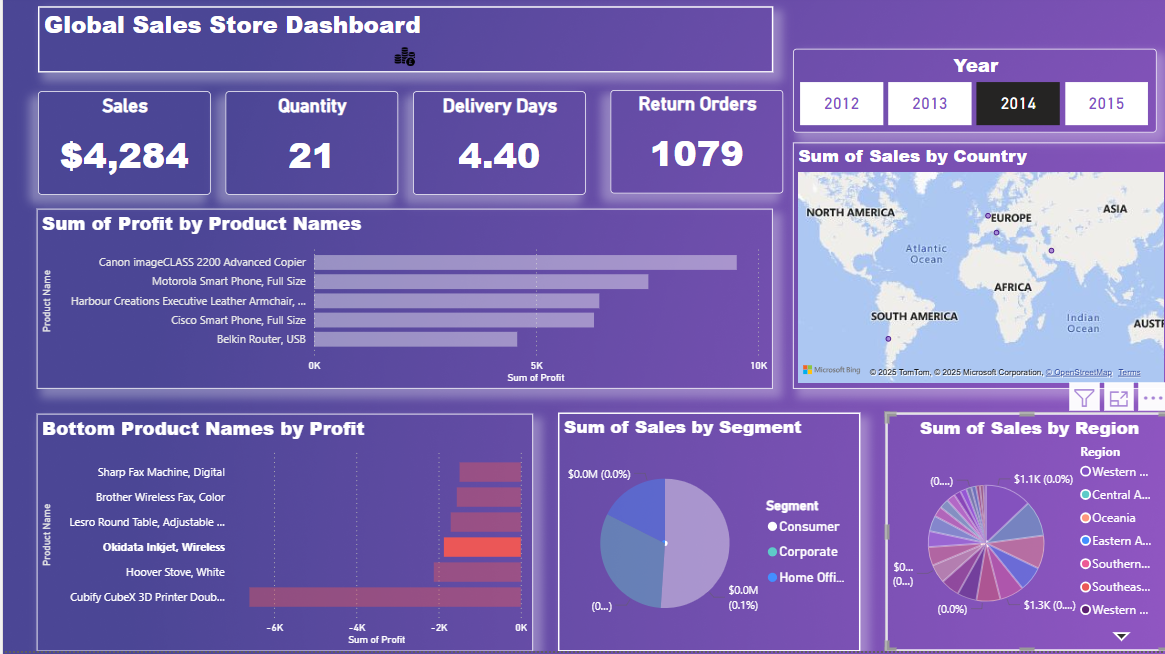 Global Sales Store Dashboard
Sales
$4,284
Quantity
21
Delivery Days
4.40
Return Orders
1079
Year
2012
2013
2014
2015
Sum of Profit by Product Names
Product Name
Canon imageCLASS 2200 Advanced Copier
Motorola Smart Phone, Full Size
Harbour Creations Executive Leather Armchair, ...
Cisco Smart Phone, Full Size
Belkin Router, USB
0K
5K
10K
Sum of Profit
Sum of Sales by Country
NORTH AMERICA
EUROPE
ASIA
Atlantic
Ocean
AFRICA
SOUTH AMERICA
Indian
Ocean
AUSTR
Microsoft Bing
© 2025 TomTom, © 2025 Microsoft Corporation, © OpenStreetMap Terms
Bottom Product Names by Profit
Product Name
Sharp Fax Machine, Digital
Brother Wireless Fax, Color
Lesro Round Table, Adjustable ...
Okidata Inkjet, Wireless
Hoover Stove, White
Cubify CubeX 3D Printer Doub...
-6K
-4K
-2K
0K
Sum of Profit
Sum of Sales by Segment
$0.0M (0.0%)
$0.0M
(0.1%)
(0...)
Segment
Consumer
Corporate
Home Offi...
Sum of Sales by Region
(0....)
$1.1K (0.0%)
$0...
(0...)
(0.0%)
$1.3K (0....)
Region
Western ...
Central A...
Oceania
Eastern A...
Southern...
Southeas...
Western ...